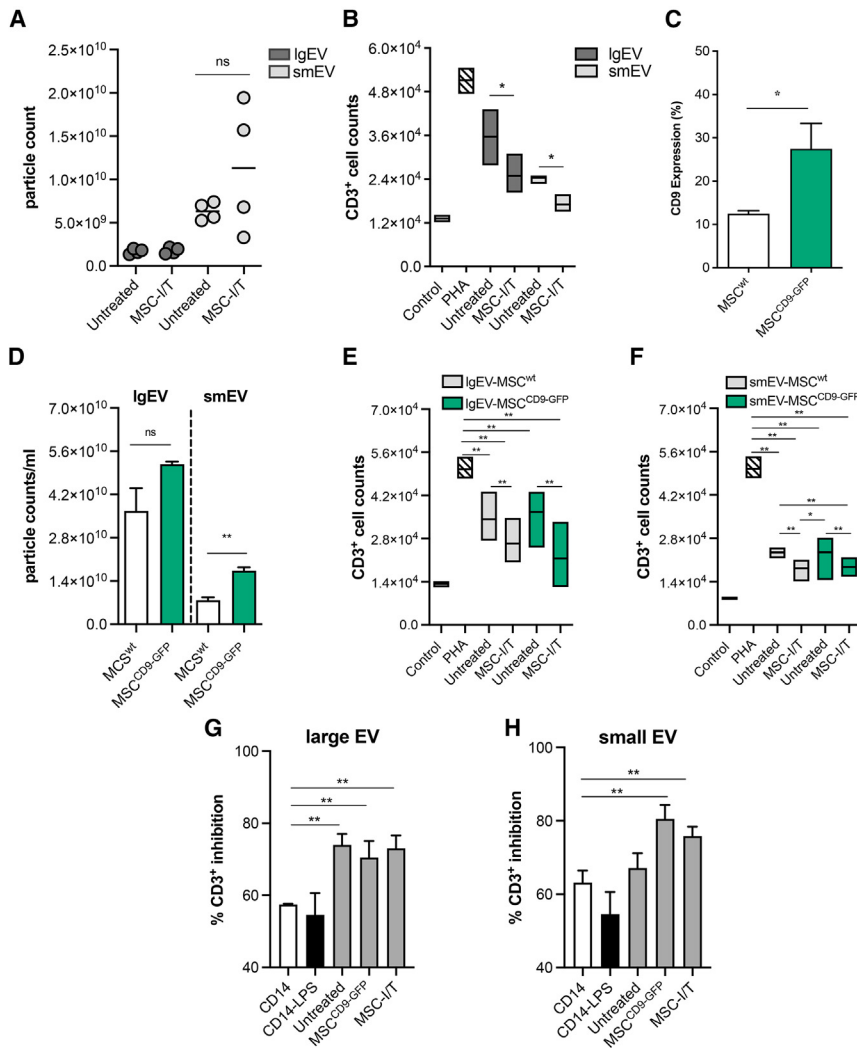 A
particle count
2.5×10¹⁰
2.0×10¹⁰
1.5×10¹⁰
1.0×10¹⁰
5.0×10⁹
0.0
ns
lgEV
smEV
Untreated
MSC-I/T
Untreated
MSC-I/T
B
CD3⁺ cell counts
6.0×10⁴
4.8×10⁴
3.6×10⁴
2.4×10⁴
1.2×10⁴
0.0
*
*
lgEV
smEV
Control
PHA
Untreated
MSC-I/T
Untreated
MSC-I/T
C
CD9 Expression (%)
50
40
30
20
10
0
*
MSCʷᵗ
MSCCD9-GFP
D
lgEV
smEV
particle counts/ml
7.0×10¹⁰
5.6×10¹⁰
4.2×10¹⁰
2.8×10¹⁰
1.4×10¹⁰
0.0
ns
**
MCSʷᵗ
MSCCD9-GFP
MCSʷᵗ
MSCCD9-GFP
E
lgEV-MSCʷᵗ
lgEV-MSCCD9-GFP
CD3⁺ cell counts
7.0×10⁴
5.6×10⁴
4.2×10⁴
2.8×10⁴
1.4×10⁴
0.0
**
**
**
**
**
**
Control
PHA
Untreated
MSC-I/T
Untreated
MSC-I/T
F
smEV-MSCʷᵗ
smEV-MSCCD9-GFP
CD3⁺ cell counts
7.0×10⁴
5.6×10⁴
4.2×10⁴
2.8×10⁴
1.4×10⁴
0.0
**
**
**
**
**
*
**
**
Control
PHA
Untreated
MSC-I/T
Untreated
MSC-I/T
G
large EV
% CD3⁺ inhibition
100
80
60
40
**
**
**
CD14
CD14-LPS
Untreated
MSCCD9-GFP
MSC-I/T
H
small EV
% CD3⁺ inhibition
100
80
60
40
**
**
CD14
CD14-LPS
Untreated
MSCCD9-GFP
MSC-I/T